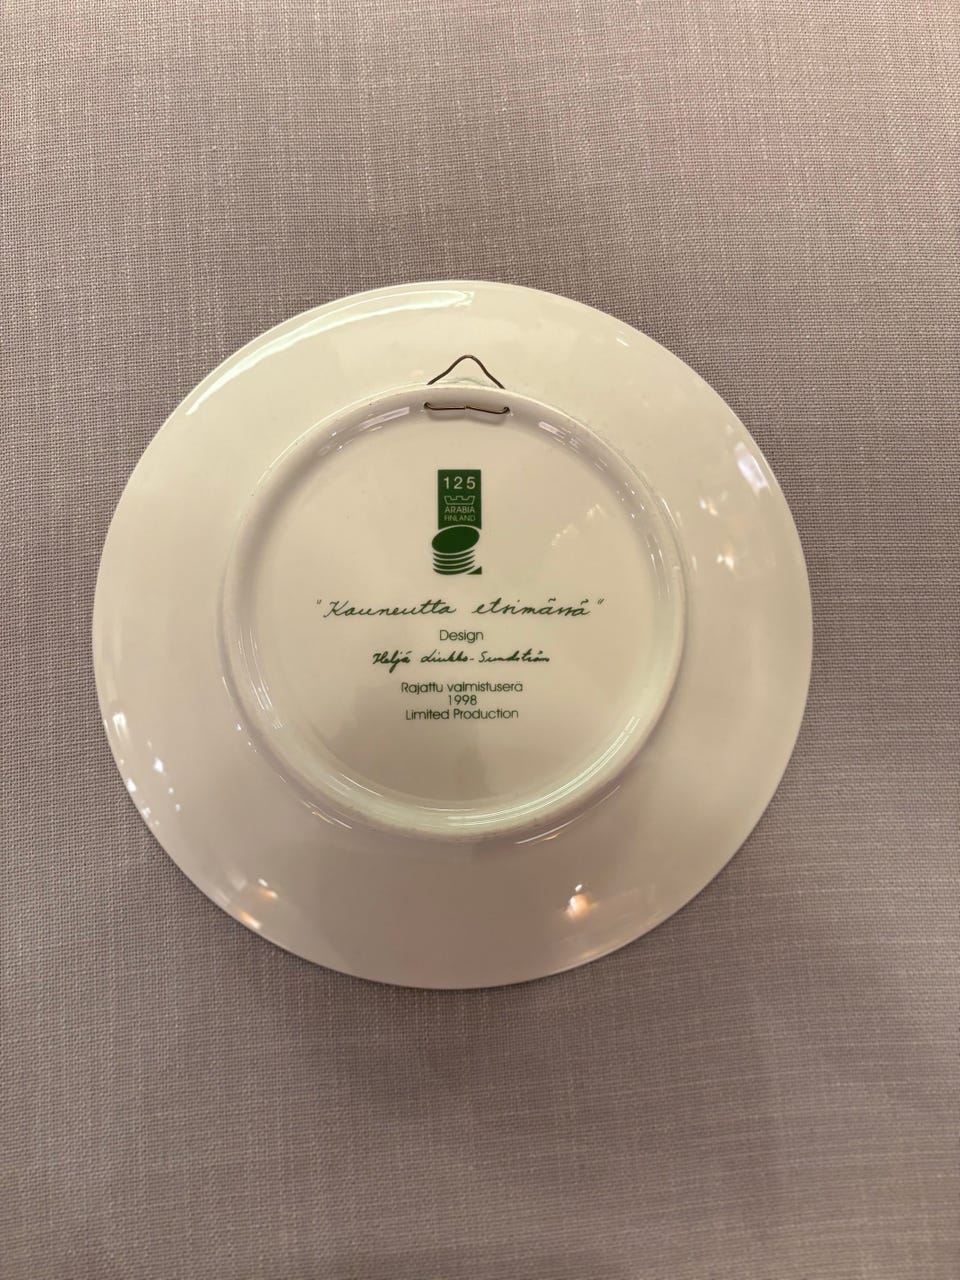 125
ARABIA
FINLAND
"Kauneutta etsimässä"
Design
Heljä Liukko-Sundström
Rajattu valmistuserä
1998
Limited Production